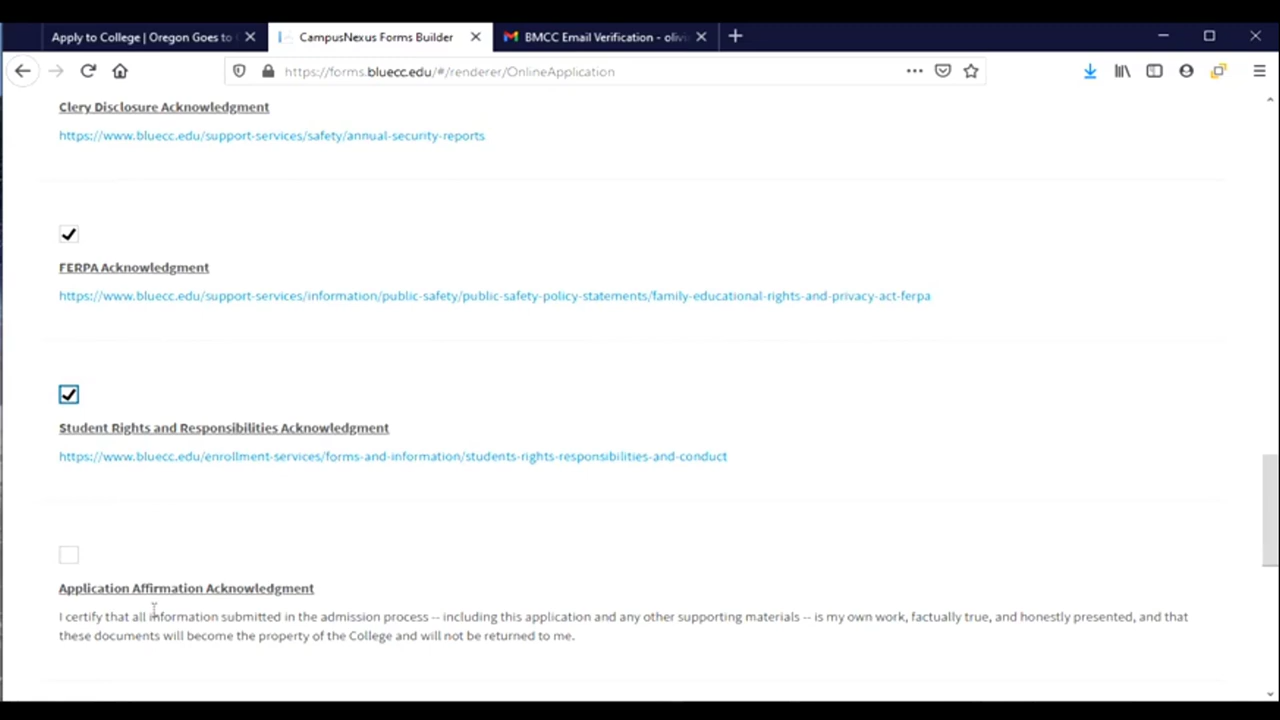 Apply to College | Oregon Goes to
CampusNexus Forms Builder
BMCC Email Verification - olivi
https://forms.bluecc.edu/#/renderer/OnlineApplication
Clery Disclosure Acknowledgment
https://www.bluecc.edu/support-services/safety/annual-security-reports
FERPA Acknowledgment
https://www.bluecc.edu/support-services/information/public-safety/public-safety-policy-statements/family-educational-rights-and-privacy-act-ferpa
Student Rights and Responsibilities Acknowledgment
https://www.bluecc.edu/enrollment-services/forms-and-information/students-rights-responsibilities-and-conduct
Application Affirmation Acknowledgment
I certify that all information submitted in the admission process -- including this application and any other supporting materials -- is my own work, factually true, and honestly presented, and that
these documents will become the property of the College and will not be returned to me.